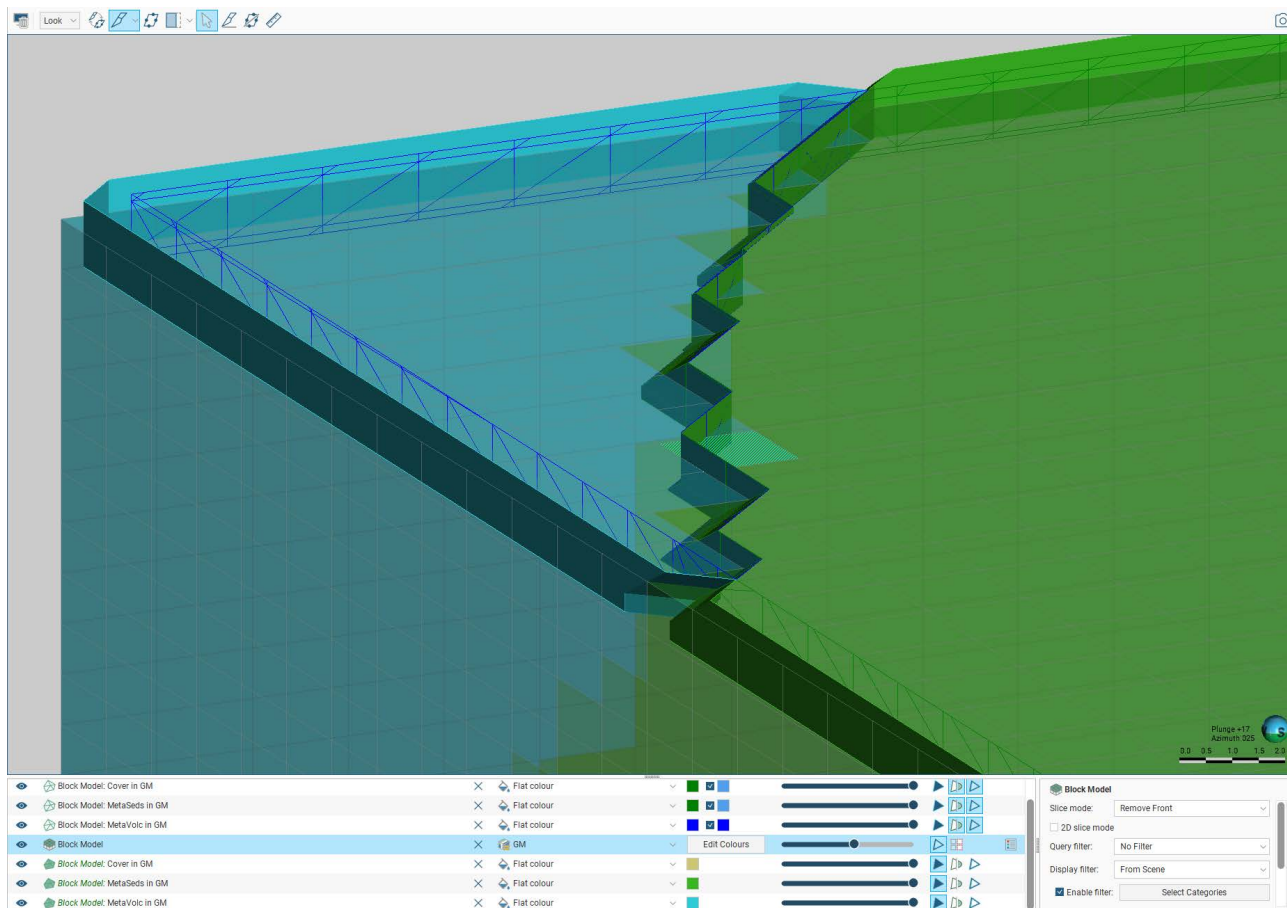 Look
Plunge +17
Azimuth 025
0.0 0.5 1.0 1.5 2.0
Block Model: Cover in GM Flat colour
Block Model: MetaSeds in GM Flat colour
Block Model: MetaVolc in GM Flat colour
Block Model GM Edit Colours
Block Model: Cover in GM Flat colour
Block Model: MetaSeds in GM Flat colour
Block Model: MetaVolc in GM Flat colour
Block Model
Slice mode: Remove Front
2D slice mode
Query filter: No Filter
Display filter: From Scene
Enable filter: Select Categories